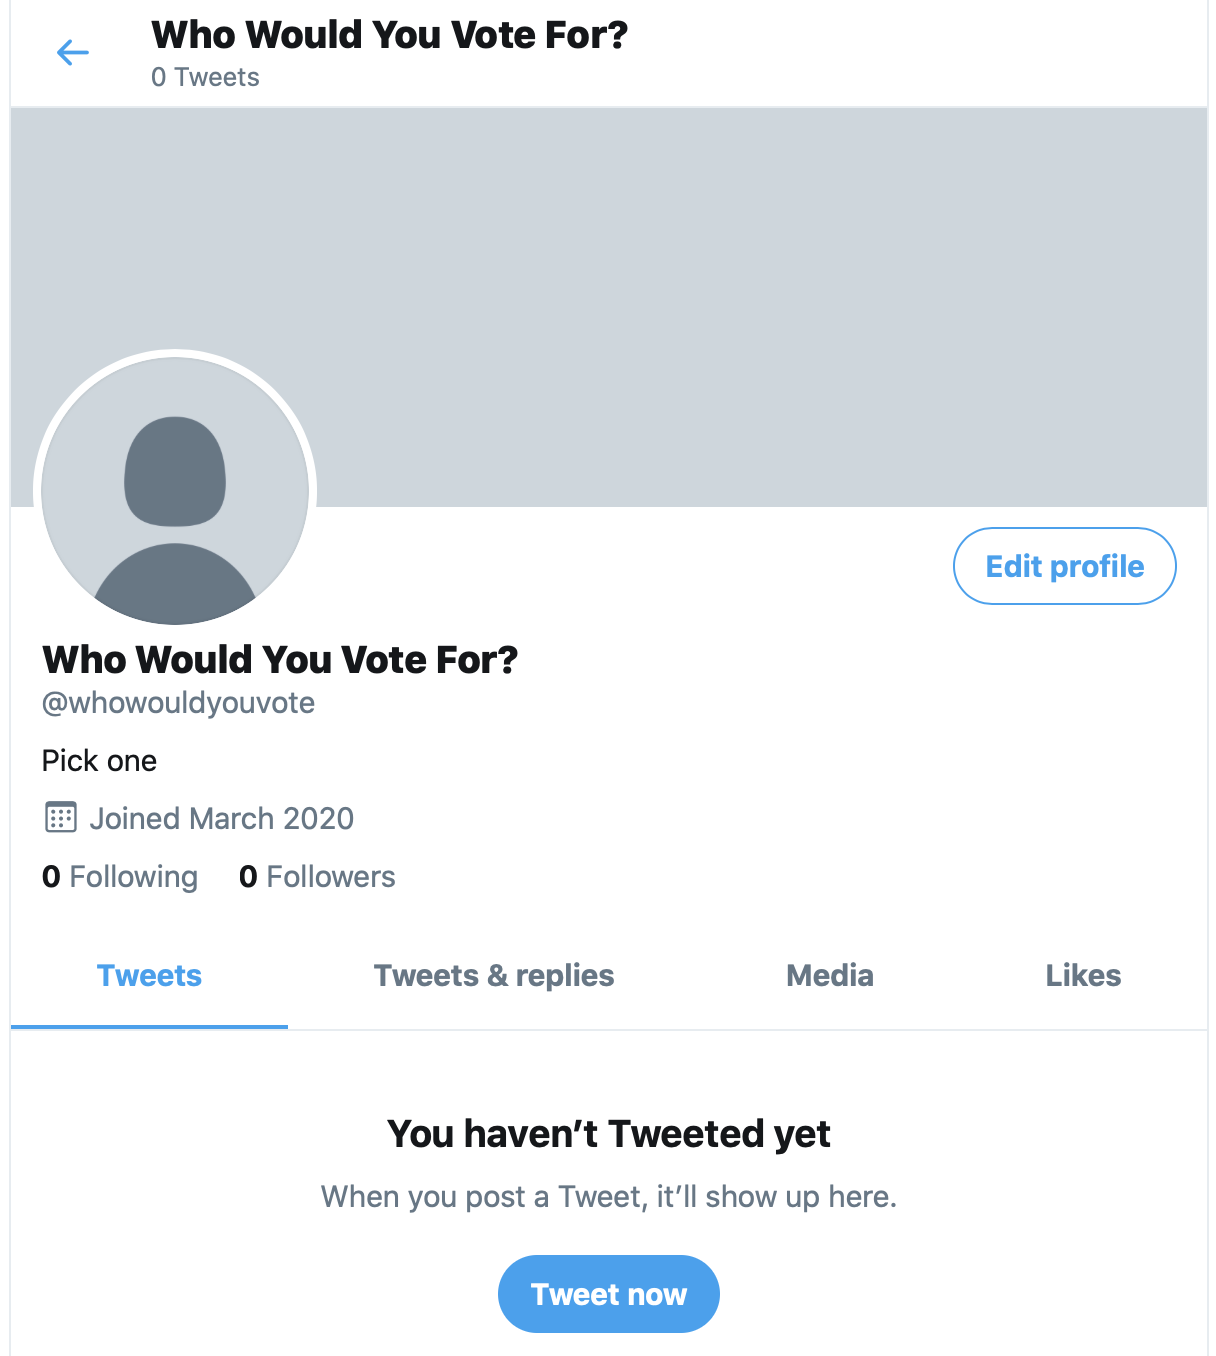 Who Would You Vote For?
0 Tweets
Edit profile
Who Would You Vote For?
@whowouldyouvote
Pick one
Joined March 2020
0 Following 0 Followers
Tweets Tweets & replies Media Likes
You haven’t Tweeted yet
When you post a Tweet, it’ll show up here.
Tweet now